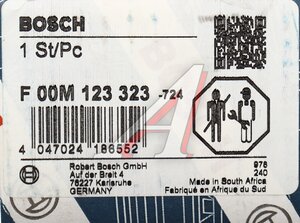 BOSCH
1 St/Pc
F 00M 123 323 -724
4 047024 186552
Robert Bosch GmbH
Auf der Breit 4
76227 Karlsruhe
GERMANY
978
240
Made in South Africa
Fabriqué en Afrique du Sud